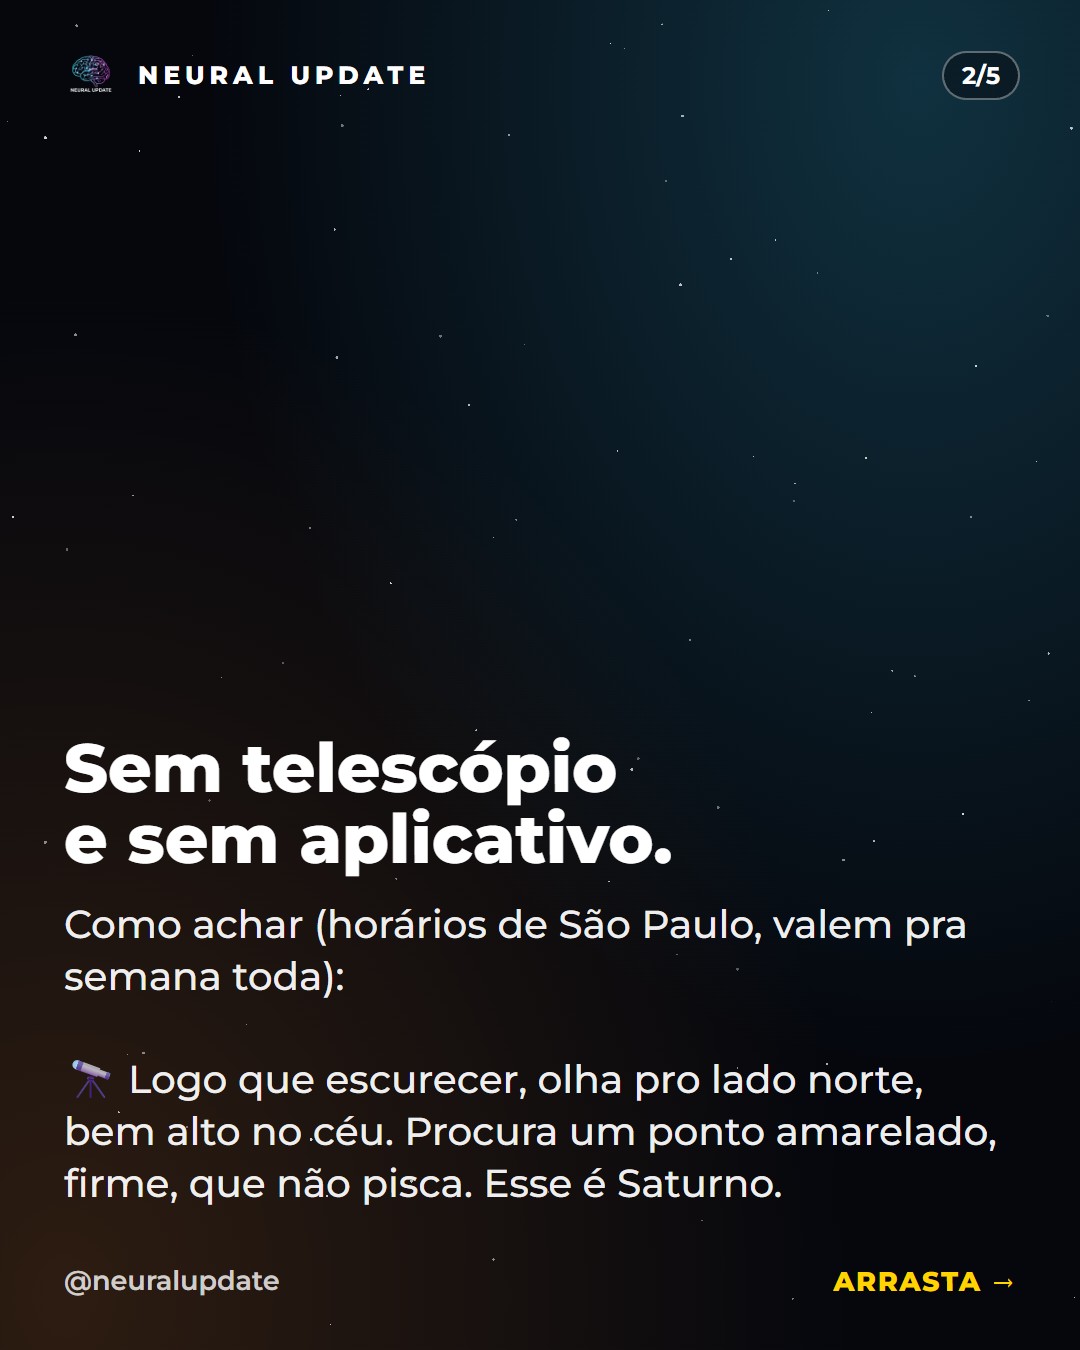 NEURAL UPDATE
NEURAL UPDATE
2/5
Sem telescópio
e sem aplicativo.
Como achar (horários de São Paulo, valem pra
semana toda):
🔭 Logo que escurecer, olha pro lado norte,
bem alto no céu. Procura um ponto amarelado,
firme, que não pisca. Esse é Saturno.
@neuralupdate
ARRASTA →